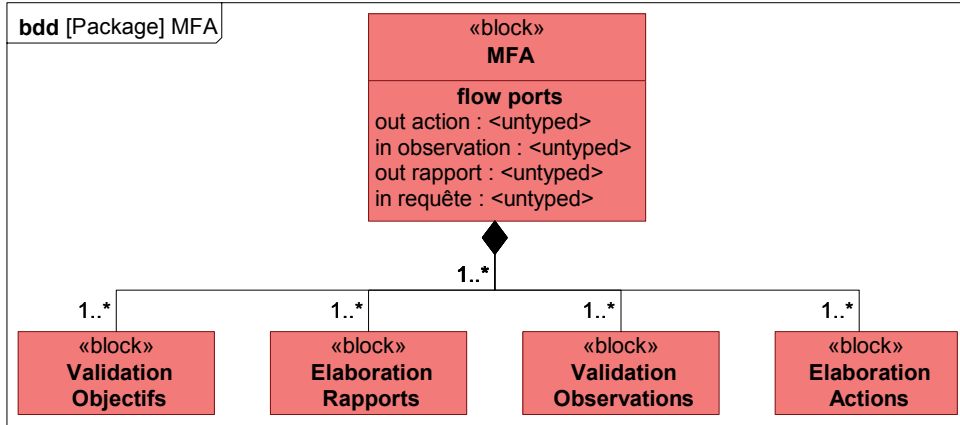 bdd [Package] MFA
«block»
MFA
flow ports
out action : <untyped>
in observation : <untyped>
out rapport : <untyped>
in requête : <untyped>
1..*
1..*
1..*
1..*
1..*
«block»
Validation
Objectifs
«block»
Elaboration
Rapports
«block»
Validation
Observations
«block»
Elaboration
Actions